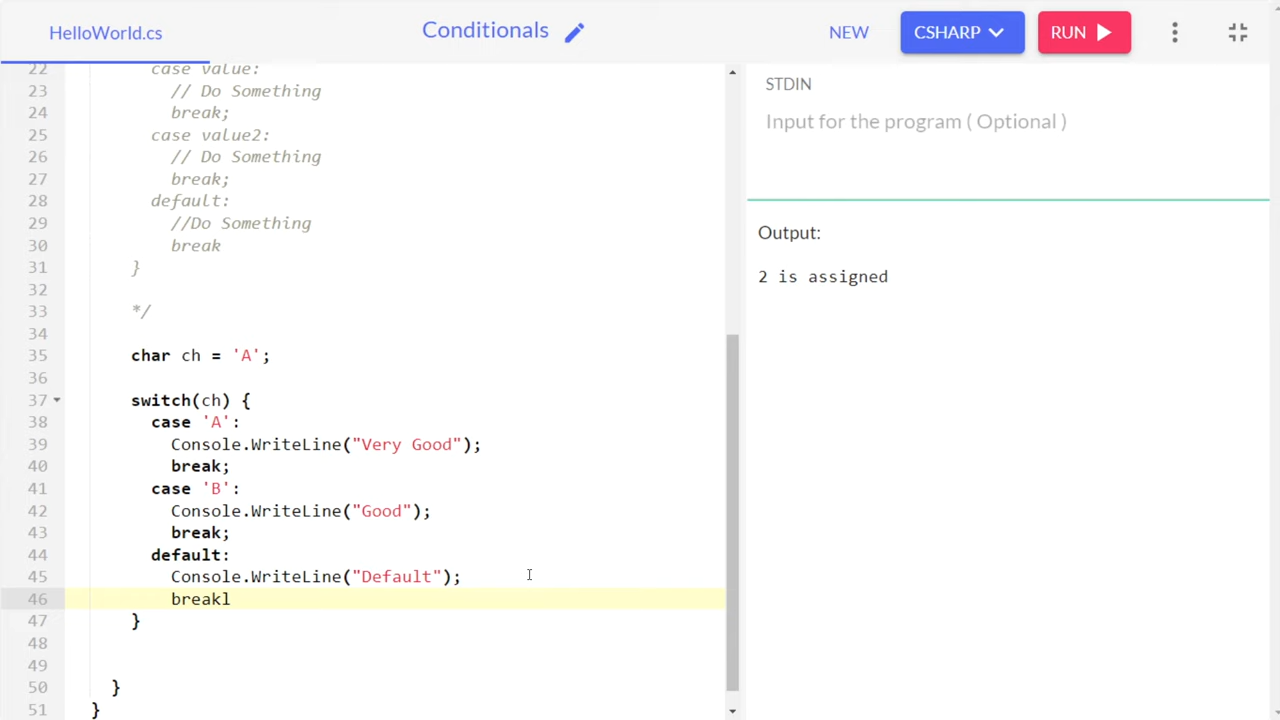 HelloWorld.cs
Conditionals
NEW
CSHARP
RUN
22 case value:
23 // Do Something
24 break;
25 case value2:
26 // Do Something
27 break;
28 default:
29 //Do Something
30 break
31 }
32
33 */
34
35 char ch = 'A';
36
37 switch(ch) {
38 case 'A':
39 Console.WriteLine("Very Good");
40 break;
41 case 'B':
42 Console.WriteLine("Good");
43 break;
44 default:
45 Console.WriteLine("Default");
46 breakl
47 }
48
49
50 }
51 }
STDIN
Input for the program ( Optional )
Output:
2 is assigned